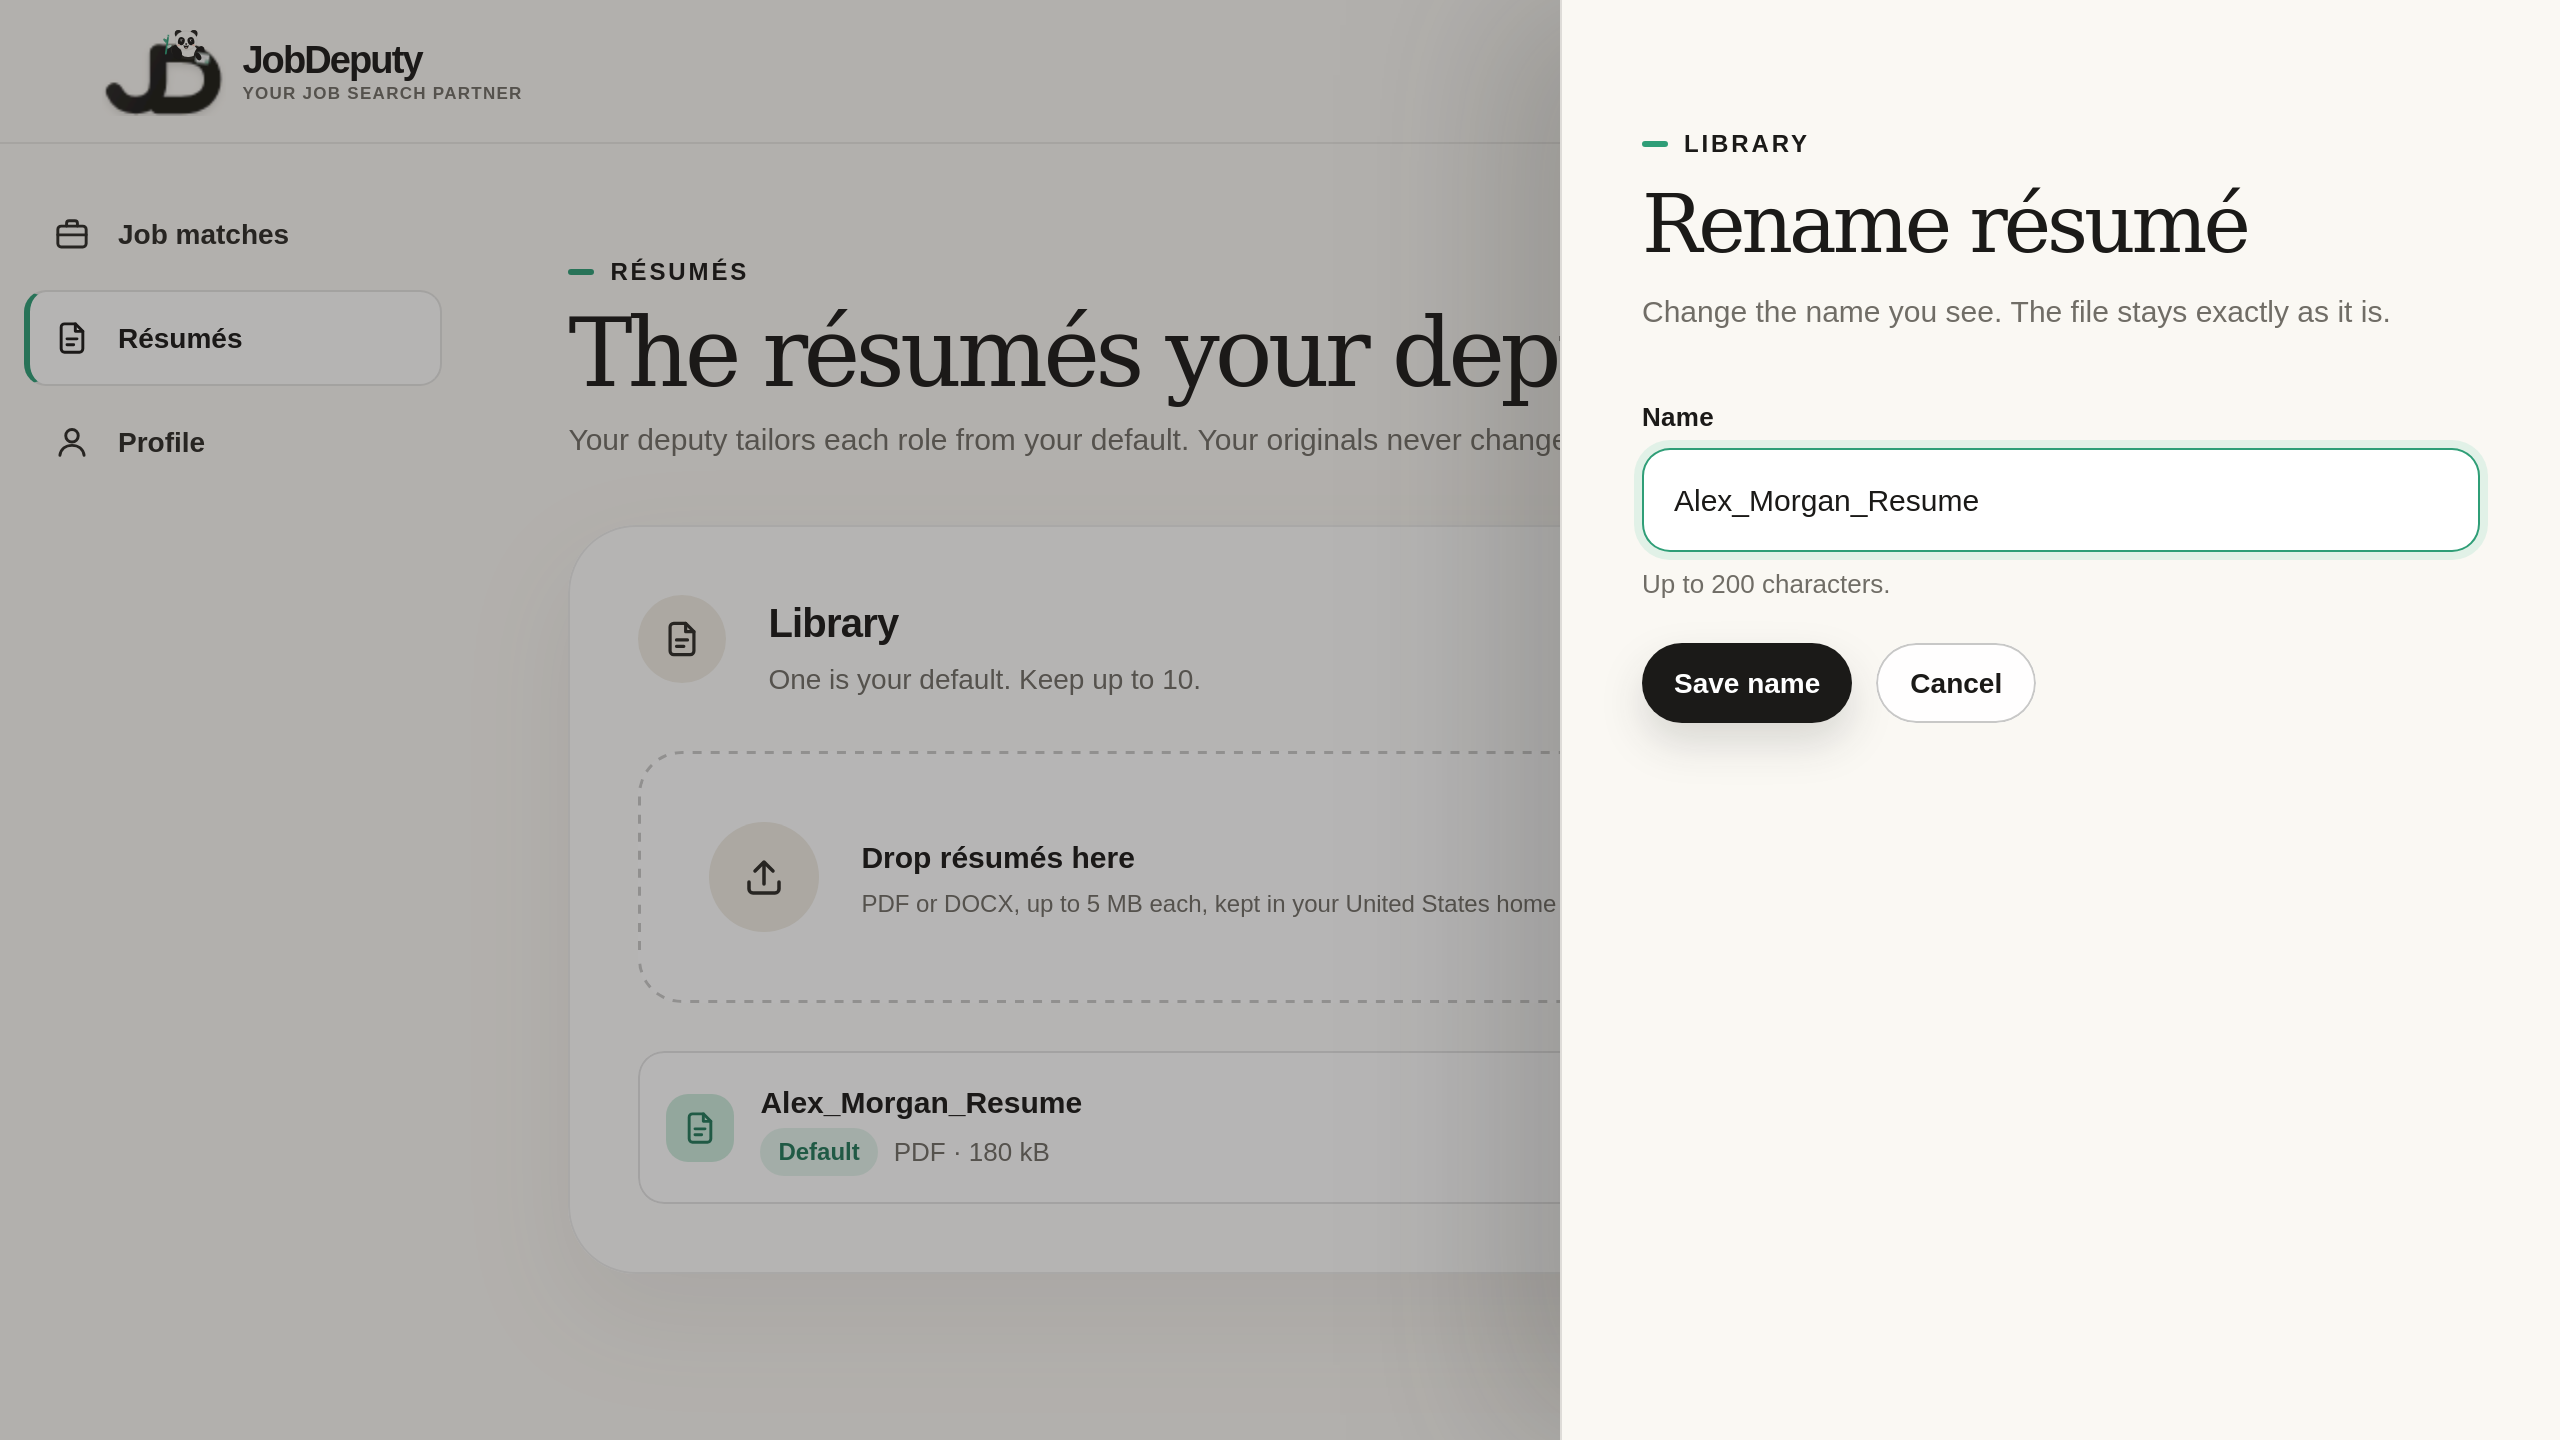 JobDeputy
YOUR JOB SEARCH PARTNER
Job matches
Résumés
Profile
RÉSUMÉS
The résumés your dep
Your deputy tailors each role from your default. Your originals never change
Library
One is your default. Keep up to 10.
Drop résumés here
PDF or DOCX, up to 5 MB each, kept in your United States home
Alex_Morgan_Resume
Default
PDF · 180 kB
LIBRARY
Rename résumé
Change the name you see. The file stays exactly as it is.
Name
Alex_Morgan_Resume
Up to 200 characters.
Save name
Cancel